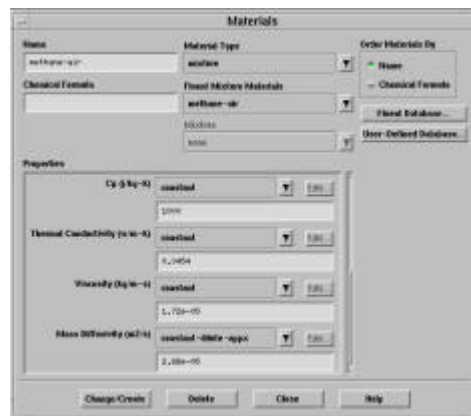 Materials
Name
Material Type
Order Materials By
methane-air
mixture
Name
Chemical Formula
Fluent Mixture Materials
Chemical Formula
methane-air
Fluent Database...
Mixture
User-Defined Database...
none
Properties
Cp (j/kg-k)
constant
Edit...
1000
Thermal Conductivity (w/m-k)
constant
Edit...
0.0454
Viscosity (kg/m-s)
constant
Edit...
1.72e-05
Mass Diffusivity (m2/s)
constant-dilute-appx
Edit...
2.88e-05
Change/Create
Delete
Close
Help